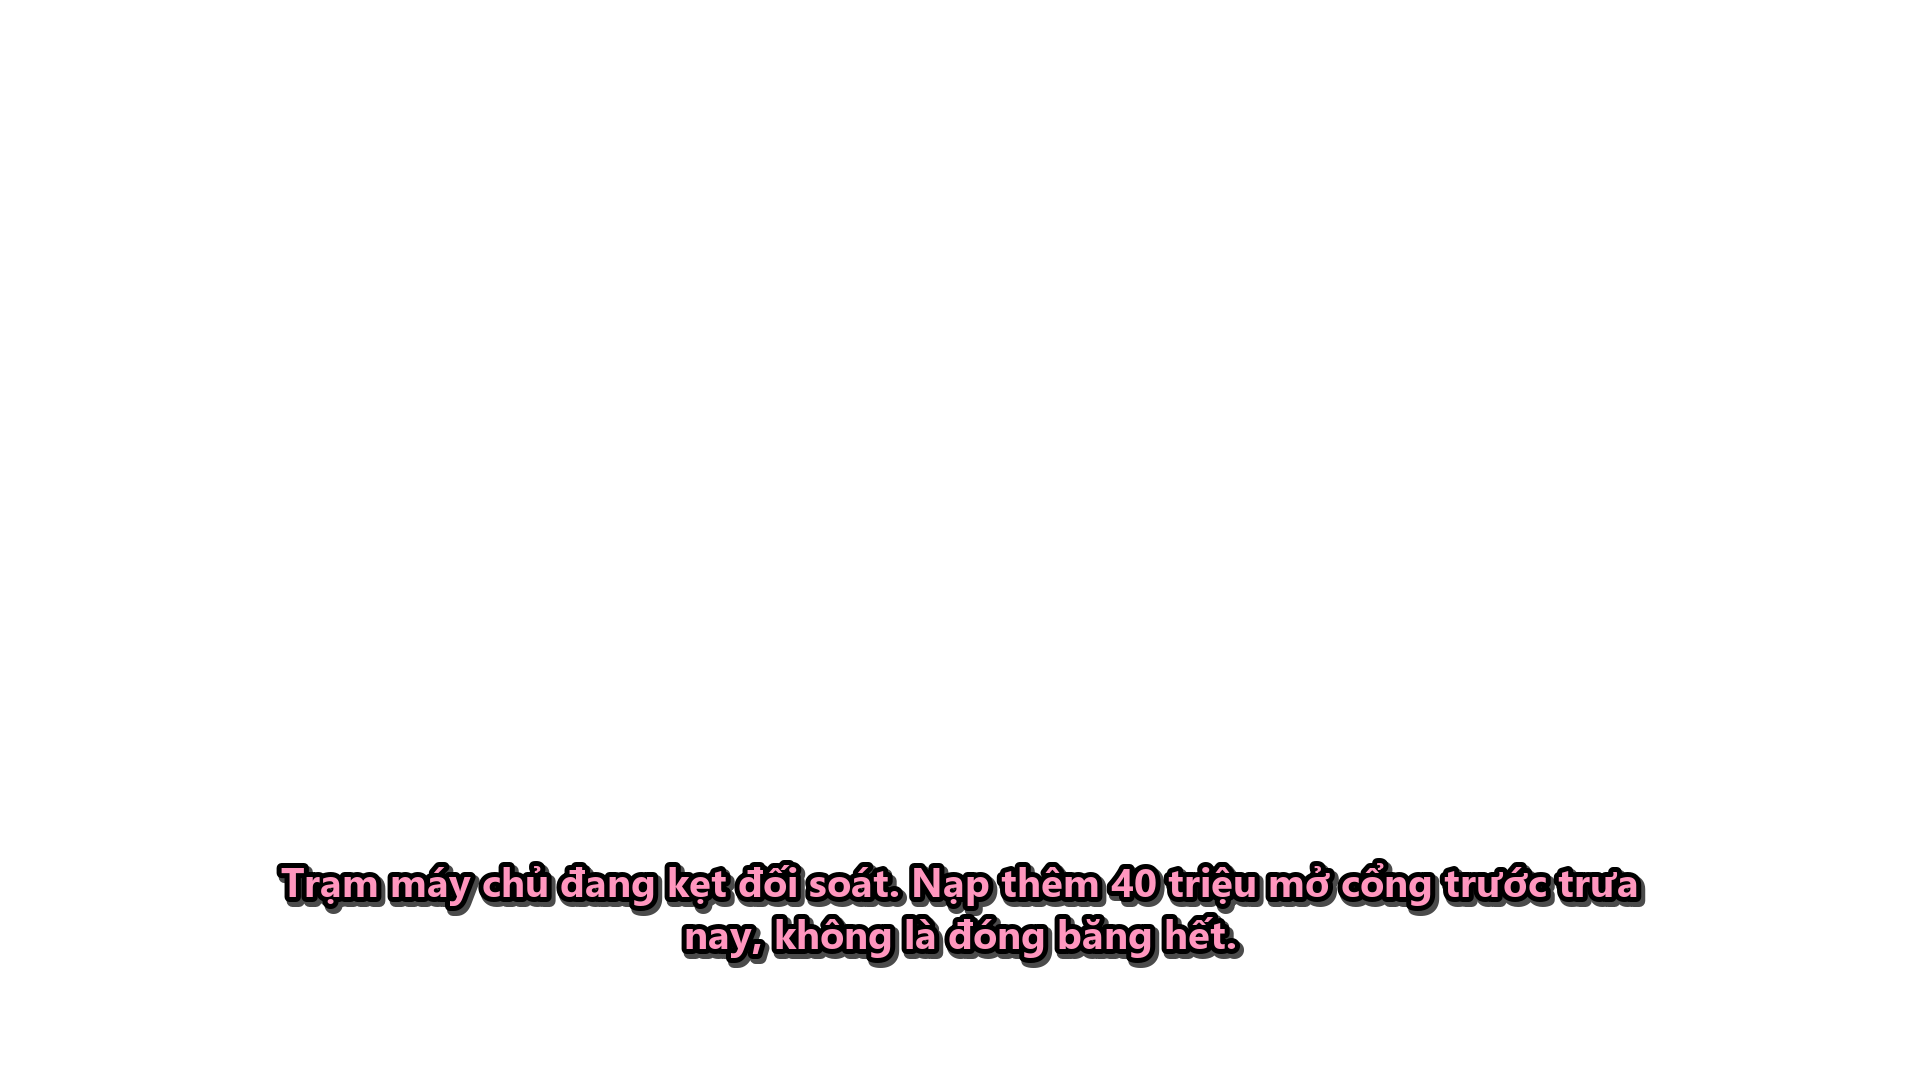 Trạm máy chủ đang kẹt đối soát. Nạp thêm 40 triệu mở cổng trước trưa
nay, không là đóng băng hết.